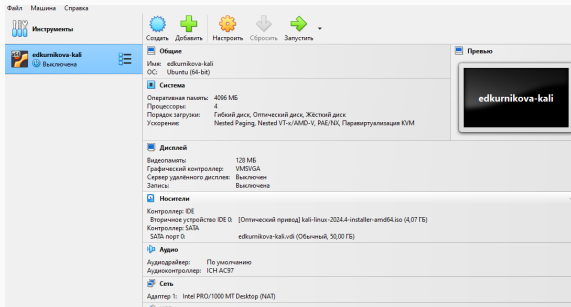 Файл Машина Справка
Инструменты
Создать Добавить Настроить Сбросить Запустить
edkurnikova-kali
Выключена
Общие
Имя: edkurnikova-kali
ОС: Ubuntu (64-bit)
Превью
edkurnikova-kali
Система
Оперативная память: 4096 МБ
Процессоры: 4
Порядок загрузки: Гибкий диск, Оптический диск, Жёсткий диск
Ускорение: Nested Paging, Nested VT-x/AMD-V, PAE/NX, Паравиртуализация KVM
Дисплей
Видеопамять: 128 МБ
Графический контроллер: VMSVGA
Сервер удалённого дисплея: Выключен
Запись: Выключена
Носители
Контроллер: IDE
Вторичное устройство IDE 0: [Оптический привод] kali-linux-2024.4-installer-amd64.iso (4,07 ГБ)
Контроллер: SATA
SATA порт 0: edkurnikova-kali.vdi (Обычный, 50,00 ГБ)
Аудио
Аудиодрайвер: По умолчанию
Аудиоконтроллер: ICH AC97
Сеть
Адаптер 1: Intel PRO/1000 MT Desktop (NAT)